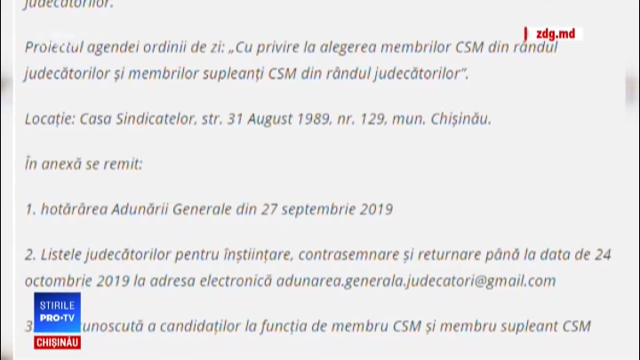 judecătorilor.
zdg.md
Proiectul agendei ordinii de zi: „Cu privire la alegerea membrilor CSM din rândul
judecătorilor și membrilor supleanți CSM din rândul judecătorilor”.
Locație: Casa Sindicatelor, str. 31 August 1989, nr. 129, mun. Chișinău.
În anexă se remit:
1. hotărârea Adunării Generale din 27 septembrie 2019
2. Listele judecătorilor pentru înștiințare, contrasemnare și returnare până la data de 24
octombrie 2019 la adresa electronică adunarea.generala.judecatori@gmail.com
3. unoscută a candidaților la funcția de membru CSM și membru supleant CSM
ȘTIRILE
PRO•TV
CHIȘINĂU